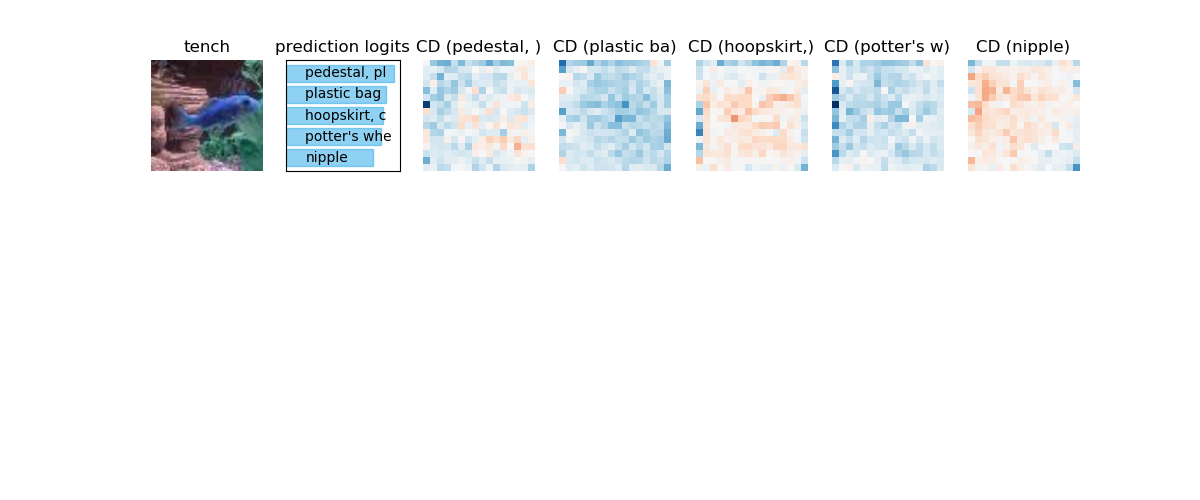 tench
prediction logits
CD (pedestal, )
CD (plastic ba)
CD (hoopskirt,)
CD (potter's w)
CD (nipple)
pedestal, pl
plastic bag
hoopskirt, c
potter's whe
nipple